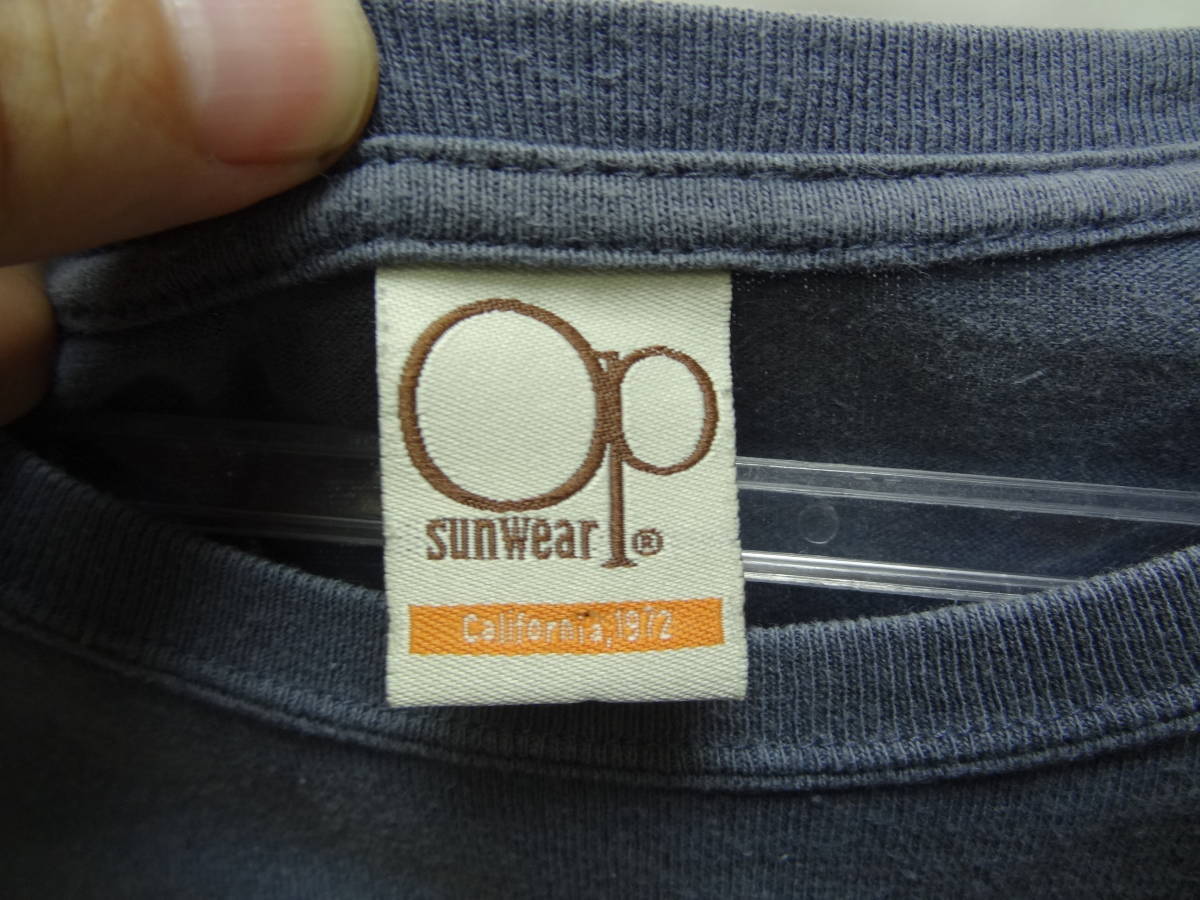 Op
sunwear ®
California, 1972